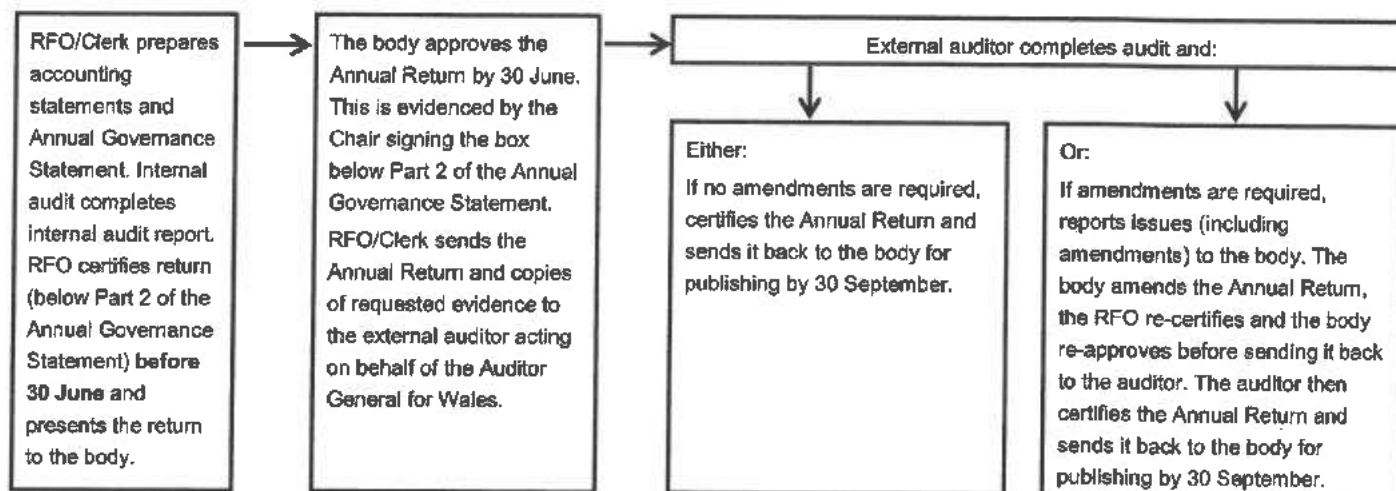 RFO/Clerk prepares
accounting
statements and
Annual Governance
Statement. Internal
audit completes
internal audit report.
RFO certifies return
(below Part 2 of the
Annual Governance
Statement) before
30 June and
presents the return
to the body.
The body approves the
Annual Return by 30 June.
This is evidenced by the
Chair signing the box
below Part 2 of the Annual
Governance Statement.
RFO/Clerk sends the
Annual Return and copies
of requested evidence to
the external auditor acting
on behalf of the Auditor
General for Wales.
External auditor completes audit and:
Either:
If no amendments are required,
certifies the Annual Return and
sends it back to the body for
publishing by 30 September.
Or:
If amendments are required,
reports issues (including
amendments) to the body. The
body amends the Annual Return,
the RFO re-certifies and the body
re-approves before sending it back
to the auditor. The auditor then
certifies the Annual Return and
sends it back to the body for
publishing by 30 September.